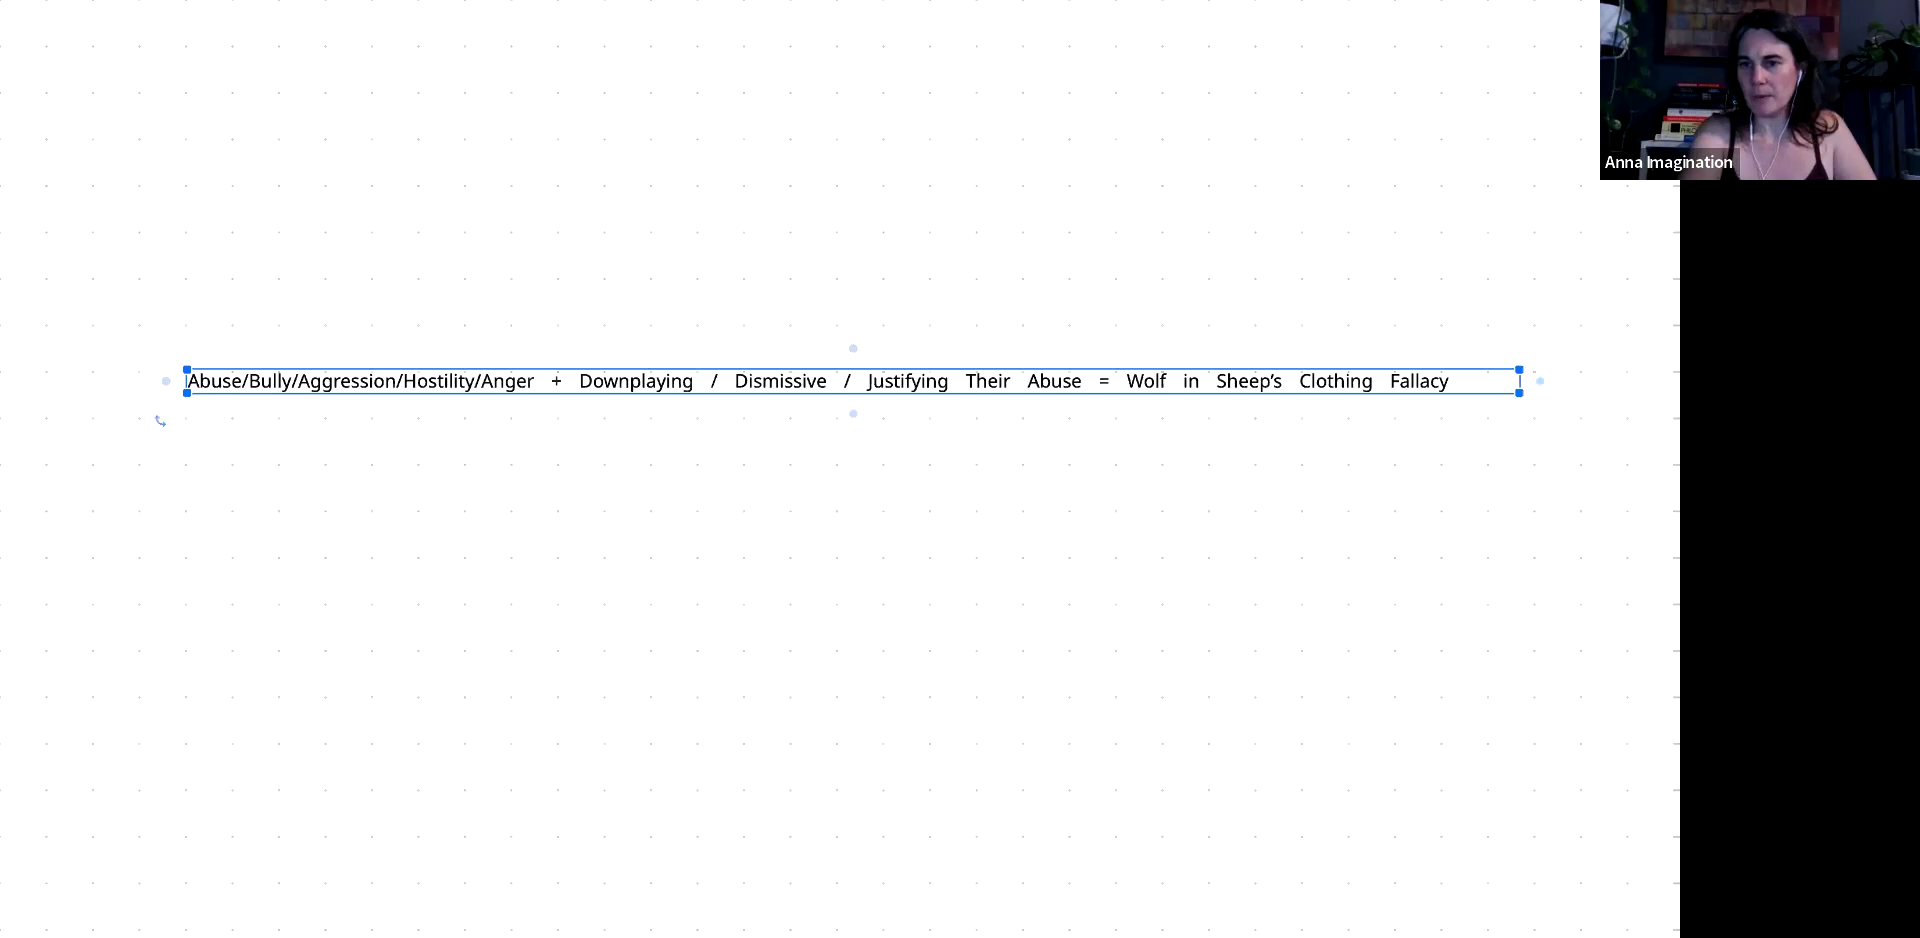 Anna Imagination
Abuse/Bully/Aggression/Hostility/Anger + Downplaying / Dismissive / Justifying Their Abuse = Wolf in Sheep’s Clothing Fallacy